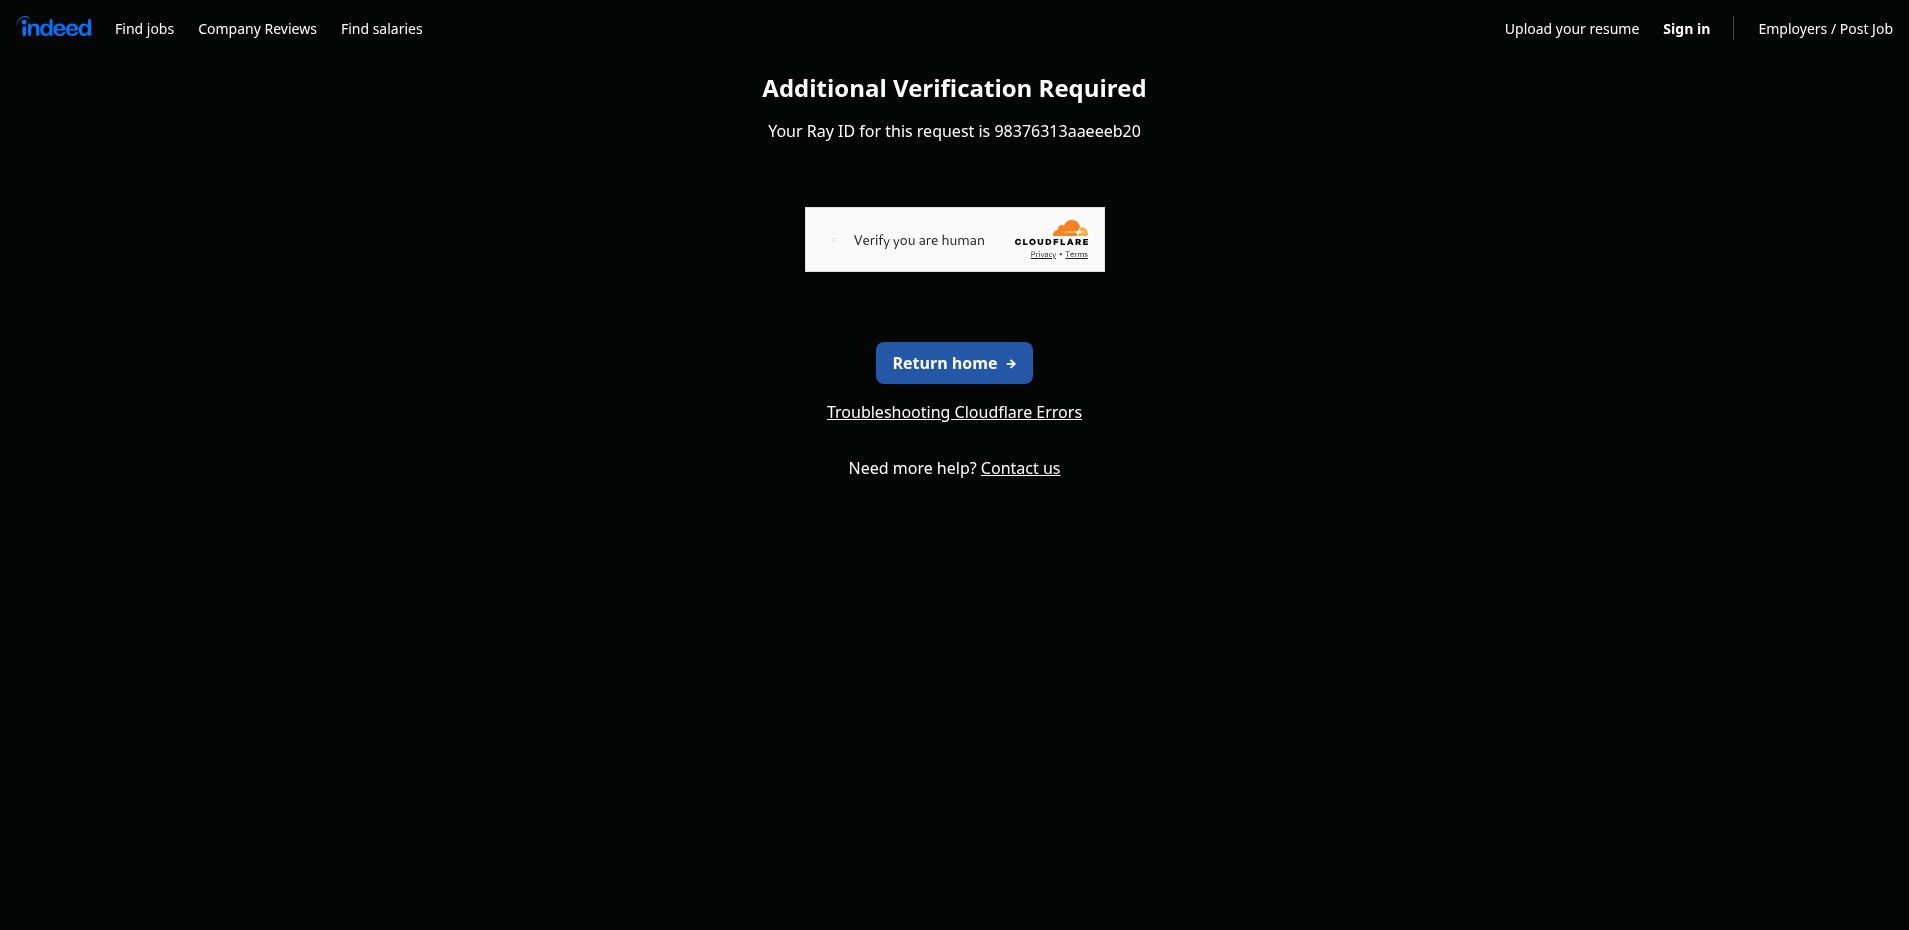 indeed Find jobs Company Reviews Find salaries Upload your resume Sign in Employers / Post Job
Additional Verification Required
Your Ray ID for this request is 98376313aaeeeb20
Verify you are human
CLOUDFLARE
Privacy • Terms
Return home →
Troubleshooting Cloudflare Errors
Need more help? Contact us